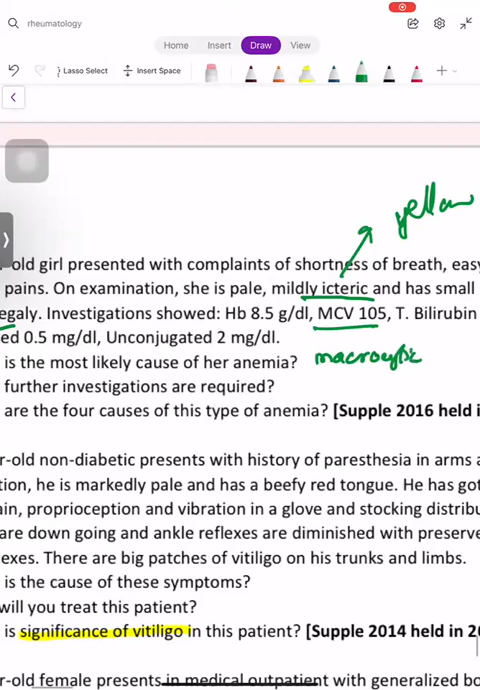 rheumatology
Home Insert Draw View
Lasso Select Insert Space
yellow
old girl presented with complaints of shortness of breath, easy
pains. On examination, she is pale, mildly icteric and has small
egaly. Investigations showed: Hb 8.5 g/dl, MCV 105, T. Bilirubin
ed 0.5 mg/dl, Unconjugated 2 mg/dl.
is the most likely cause of her anemia? macrocytic
further investigations are required?
are the four causes of this type of anemia? [Supple 2016 held i
r-old non-diabetic presents with history of paresthesia in arms a
tion, he is markedly pale and has a beefy red tongue. He has got
ain, proprioception and vibration in a glove and stocking distribu
are down going and ankle reflexes are diminished with preserve
lexes. There are big patches of vitiligo on his trunks and limbs.
is the cause of these symptoms?
will you treat this patient?
is significance of vitiligo in this patient? [Supple 2014 held in 20
r-old female presents in medical outpatient with generalized bo